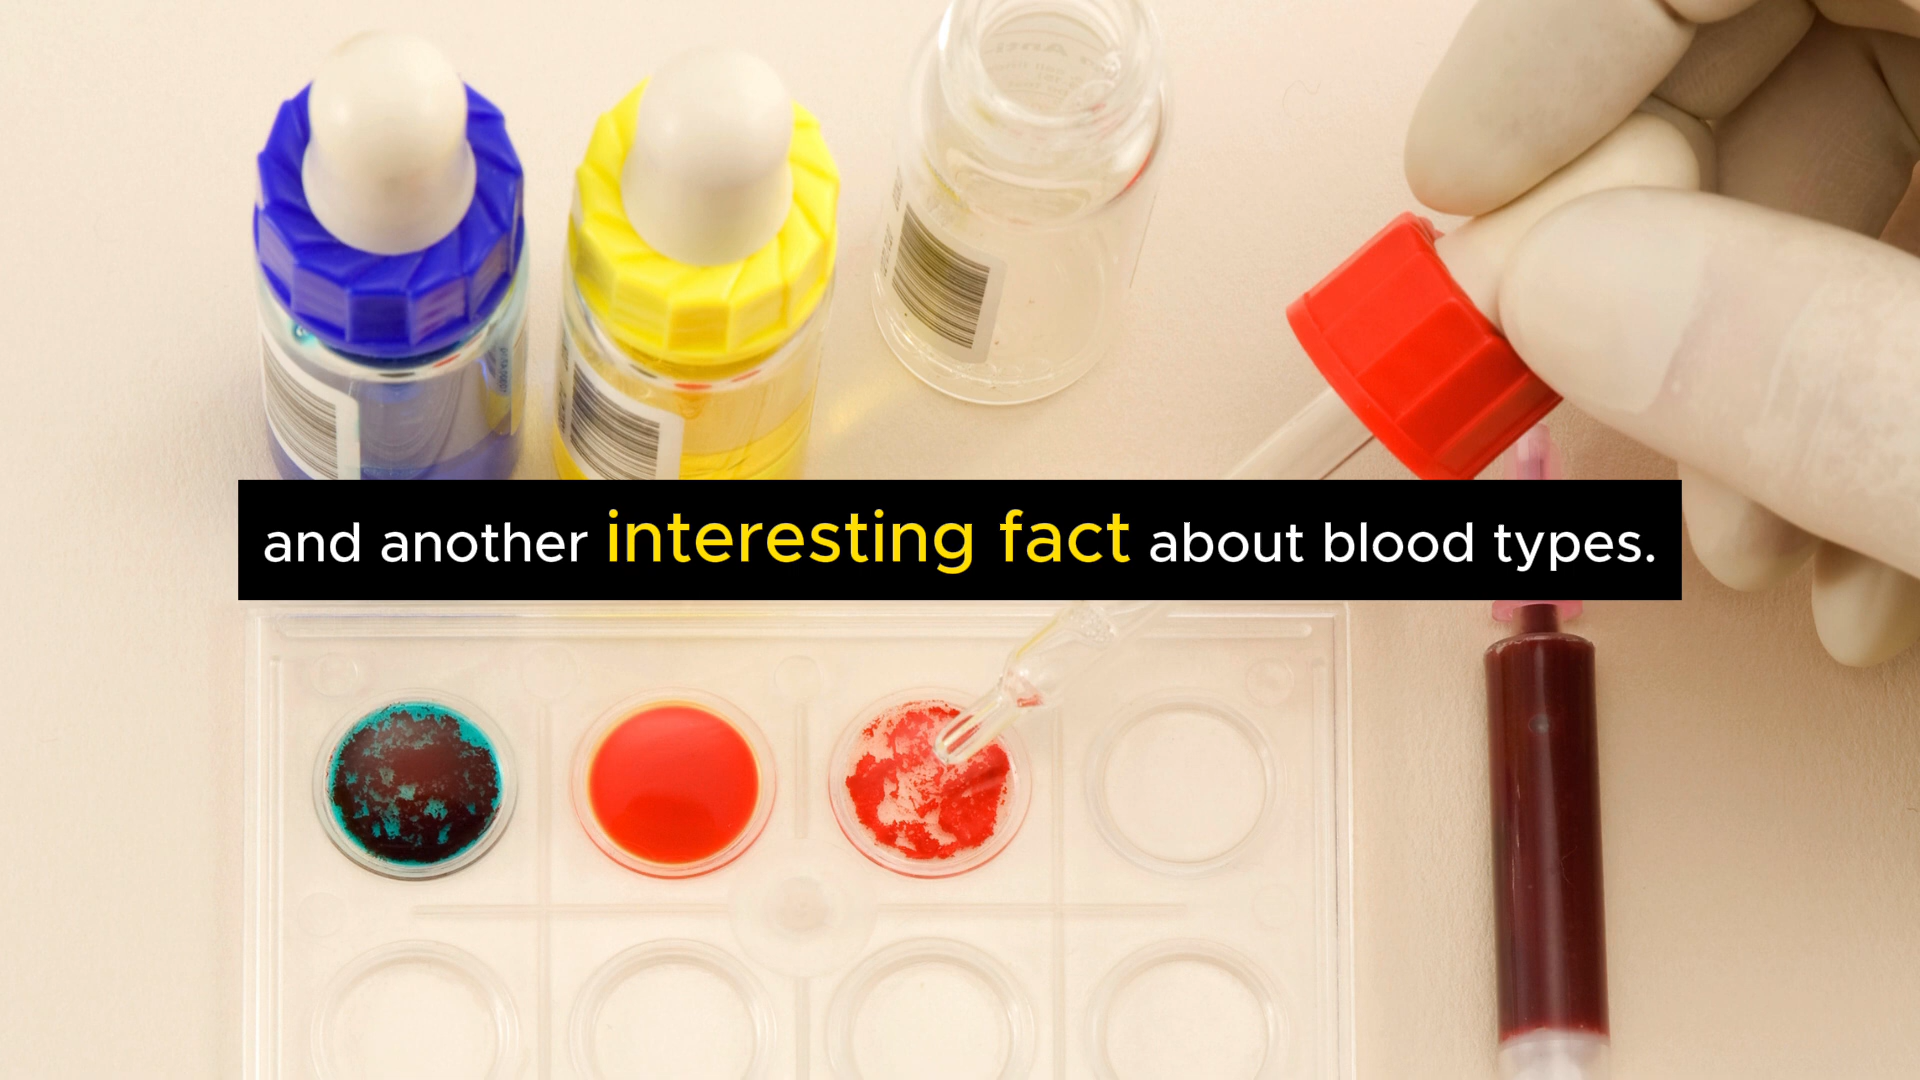 and another interesting fact about blood types.